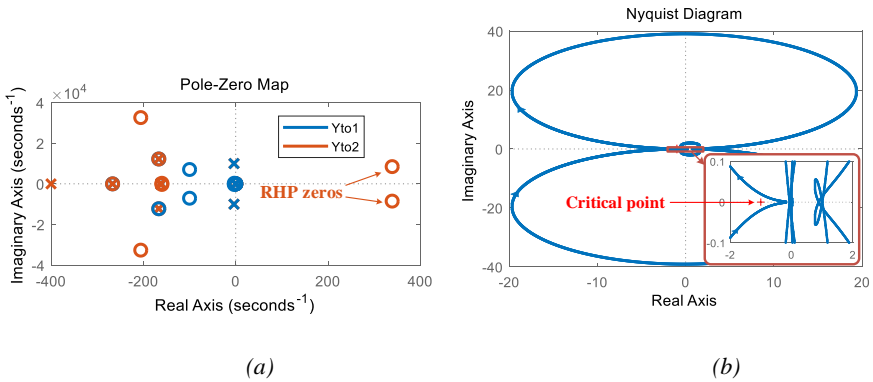 Pole-Zero Map
×10⁴
4
2
0
-2
-4
-400
-200
0
200
400
Imaginary Axis (seconds⁻¹)
Real Axis (seconds⁻¹)
Yto1
Yto2
RHP zeros
(a)
Nyquist Diagram
40
20
0
-20
-40
-20
-10
0
10
20
Imaginary Axis
Real Axis
Critical point
0.1
0
-0.1
-2
0
2
(b)